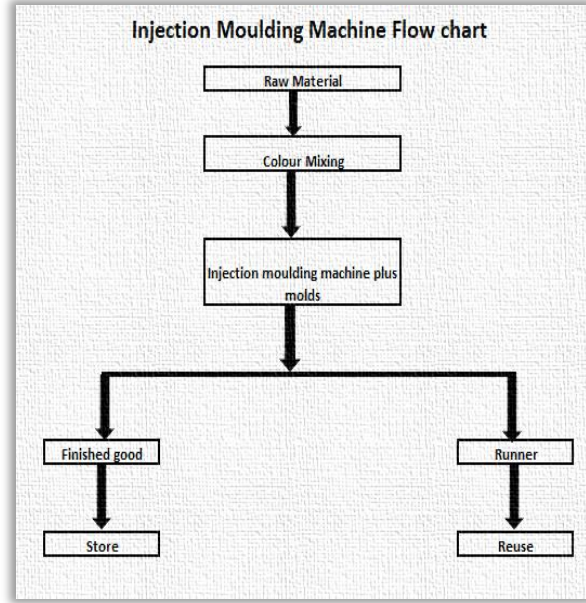 Injection Moulding Machine Flow chart
Raw Material
Colour Mixing
Injection moulding machine plus
molds
Finished good
Runner
Store
Reuse